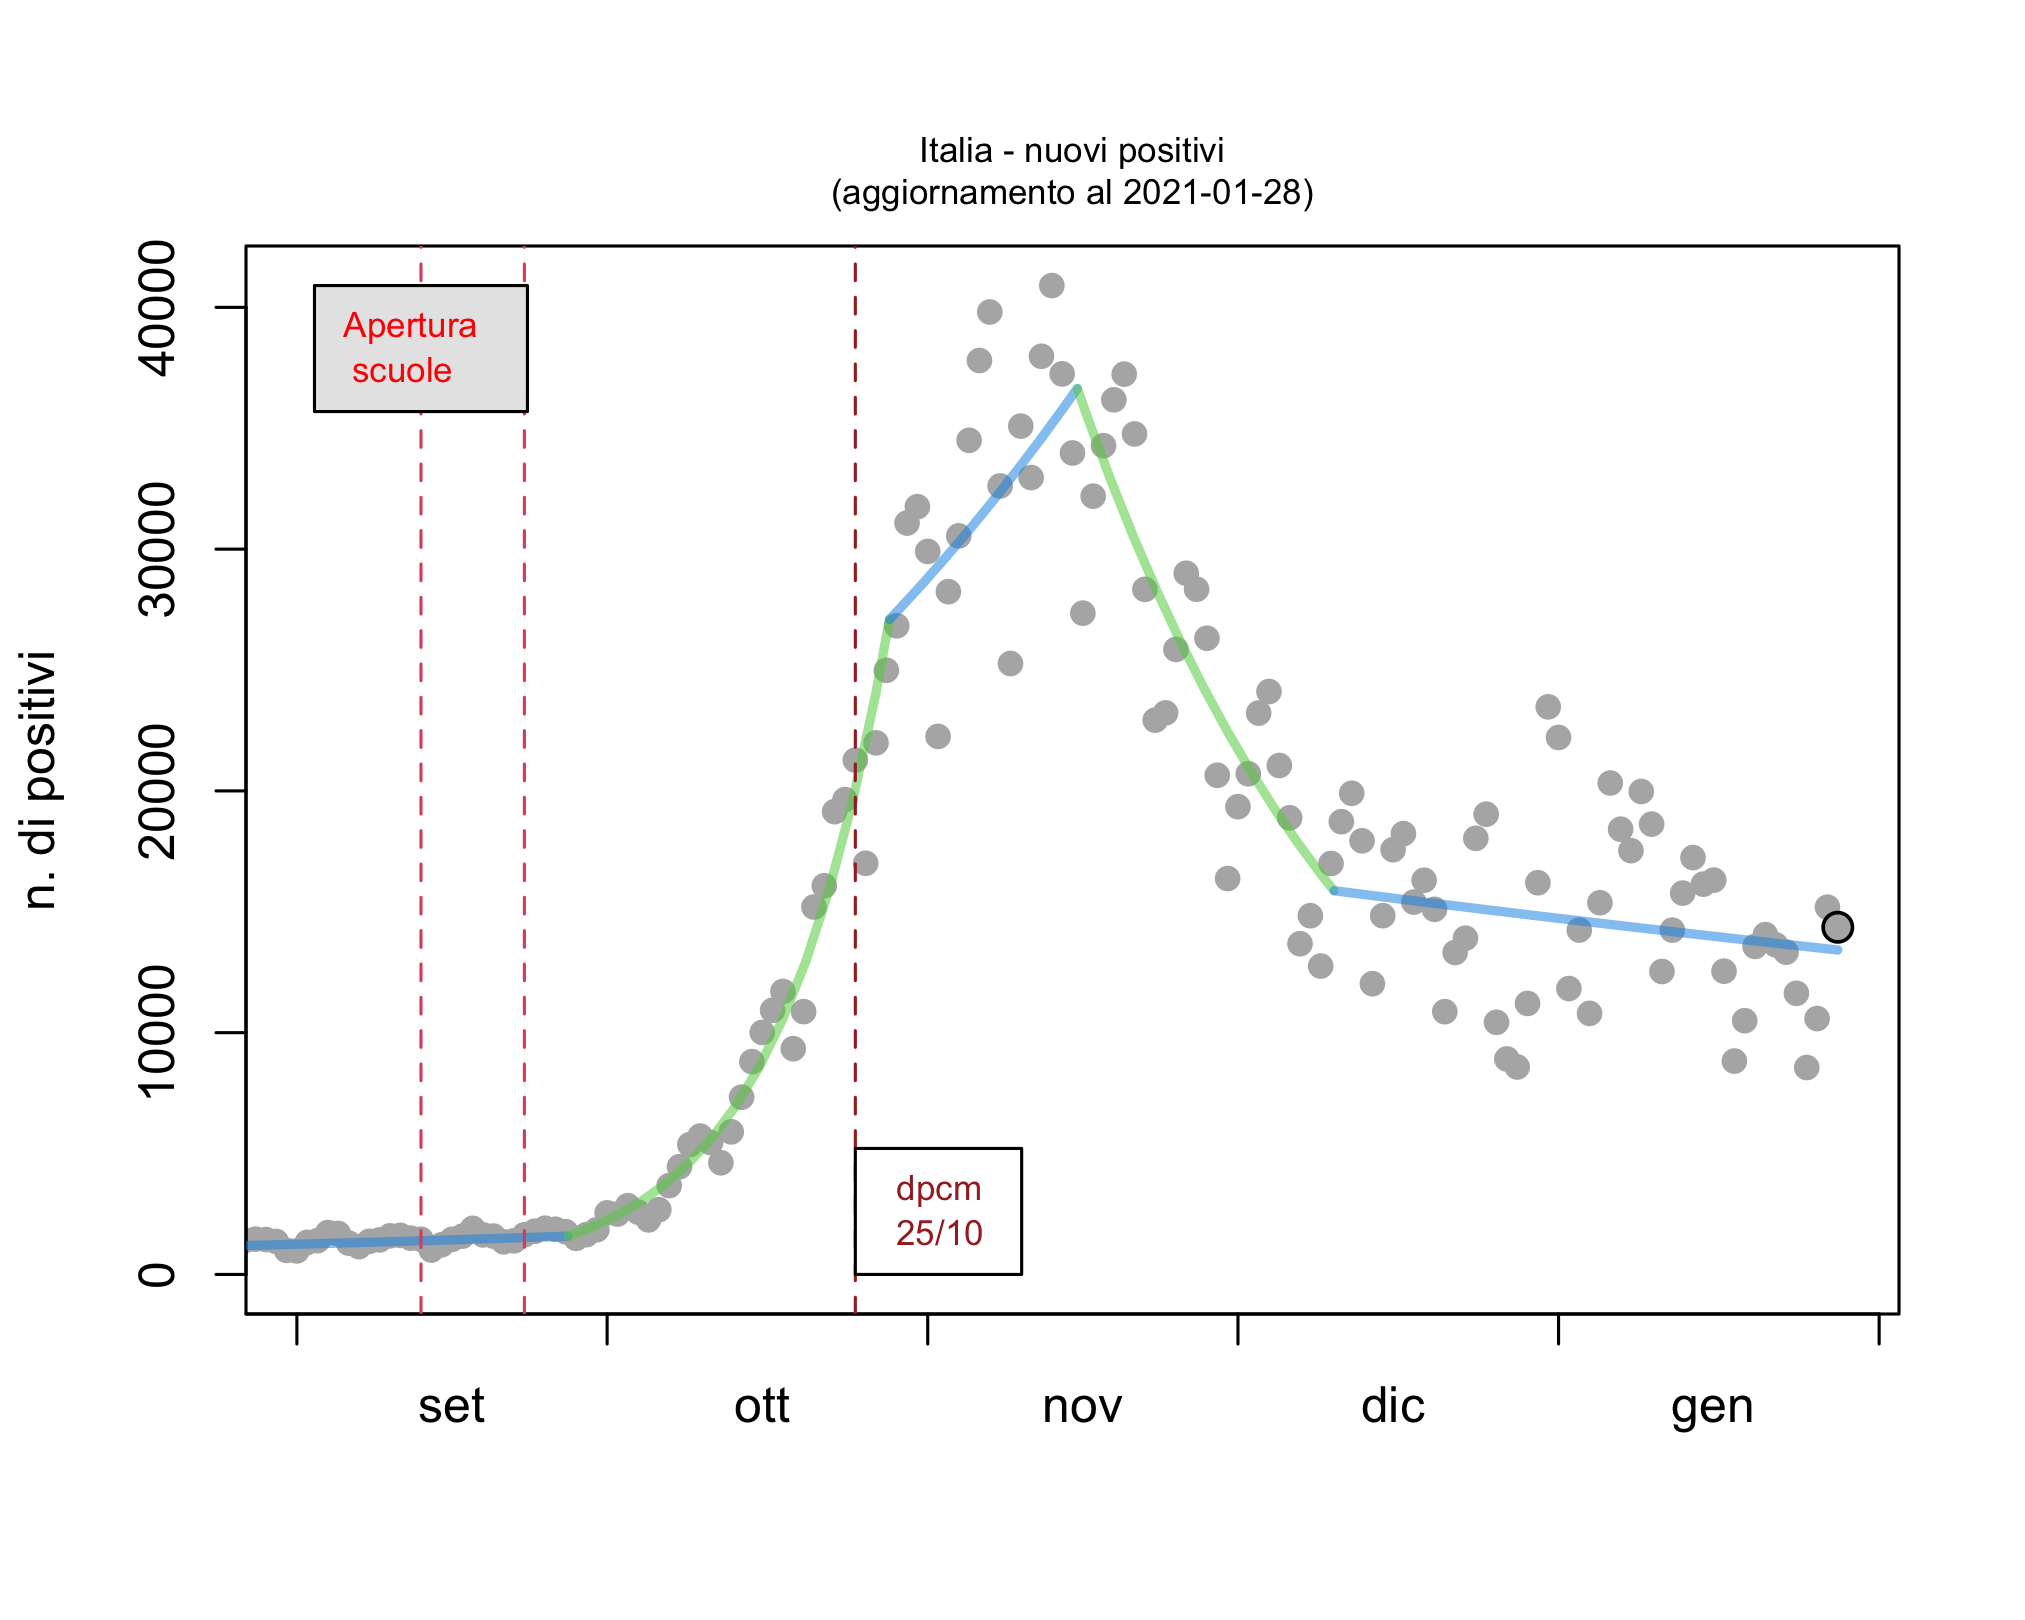 Italia - nuovi positivi
(aggiornamento al 2021-01-28)
n. di positivi
40000
30000
20000
10000
0
Apertura
scuole
dpcm
25/10
set
ott
nov
dic
gen